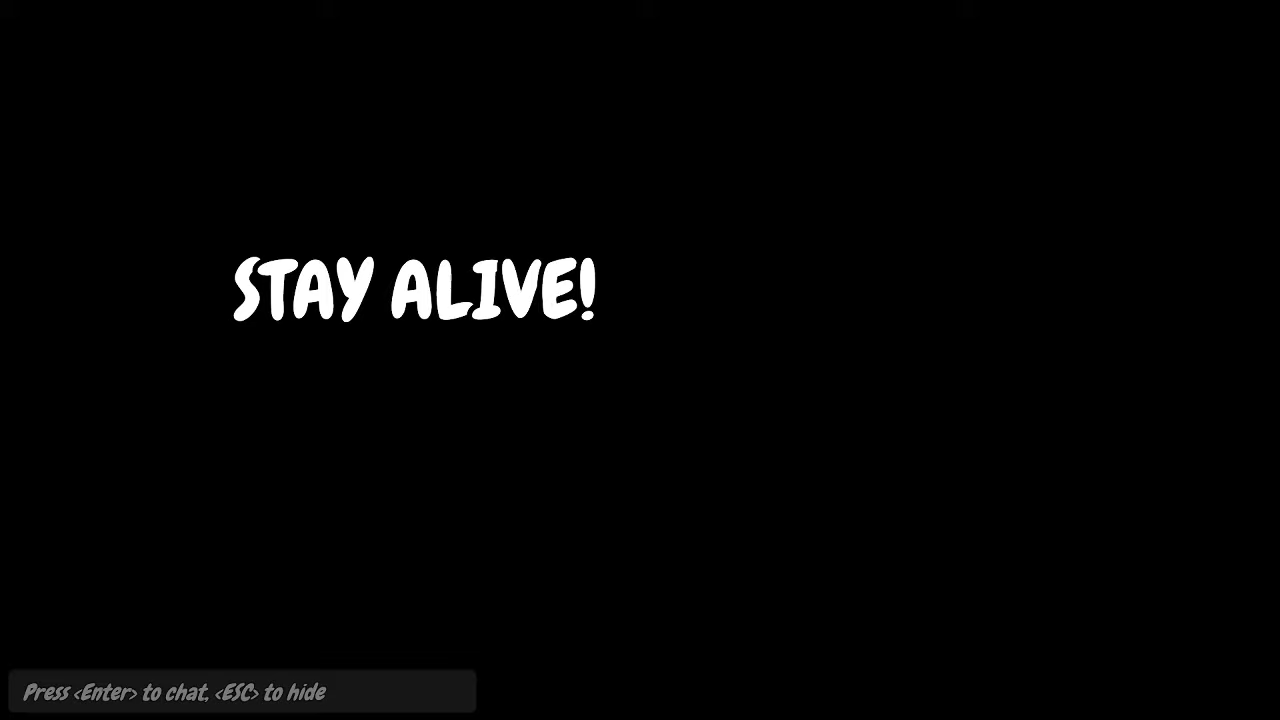 STAY ALIVE!
Press <Enter> to chat, <ESC> to hide